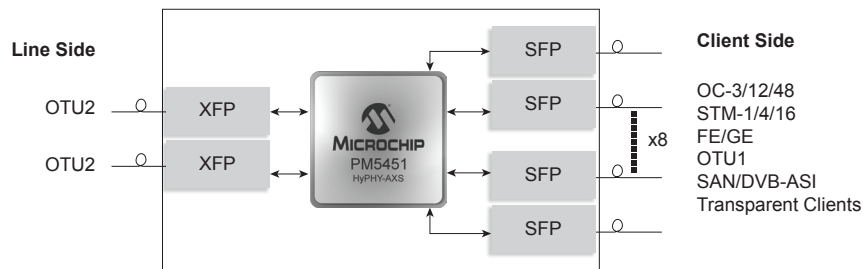 Line Side
OTU2
OTU2
XFP
XFP
MICROCHIP
PM5451
HyPHY-AXS
SFP
SFP
SFP
SFP
x8
Client Side
OC-3/12/48
STM-1/4/16
FE/GE
OTU1
SAN/DVB-ASI
Transparent Clients